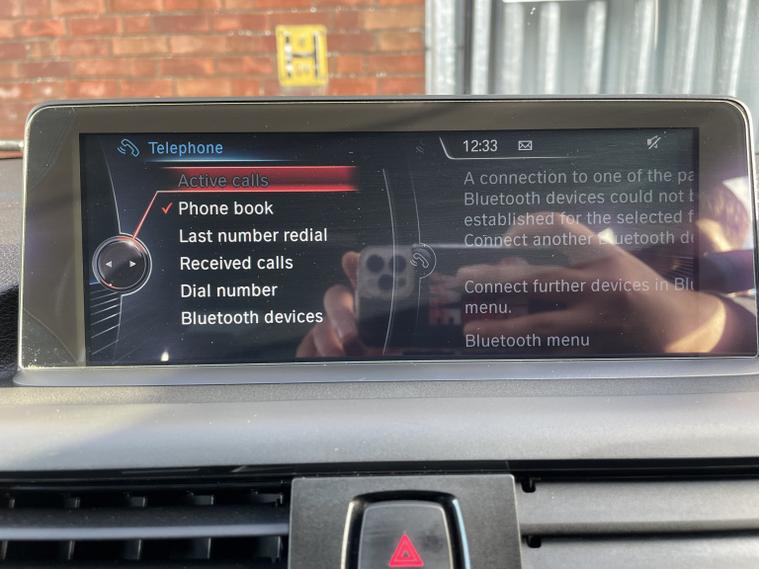 Telephone
12:33
Active calls
Phone book
Last number redial
Received calls
Dial number
Bluetooth devices
A connection to one of the pa
Bluetooth devices could not b
established for the selected f
Connect another Bluetooth de
Connect further devices in Blu
menu.
Bluetooth menu